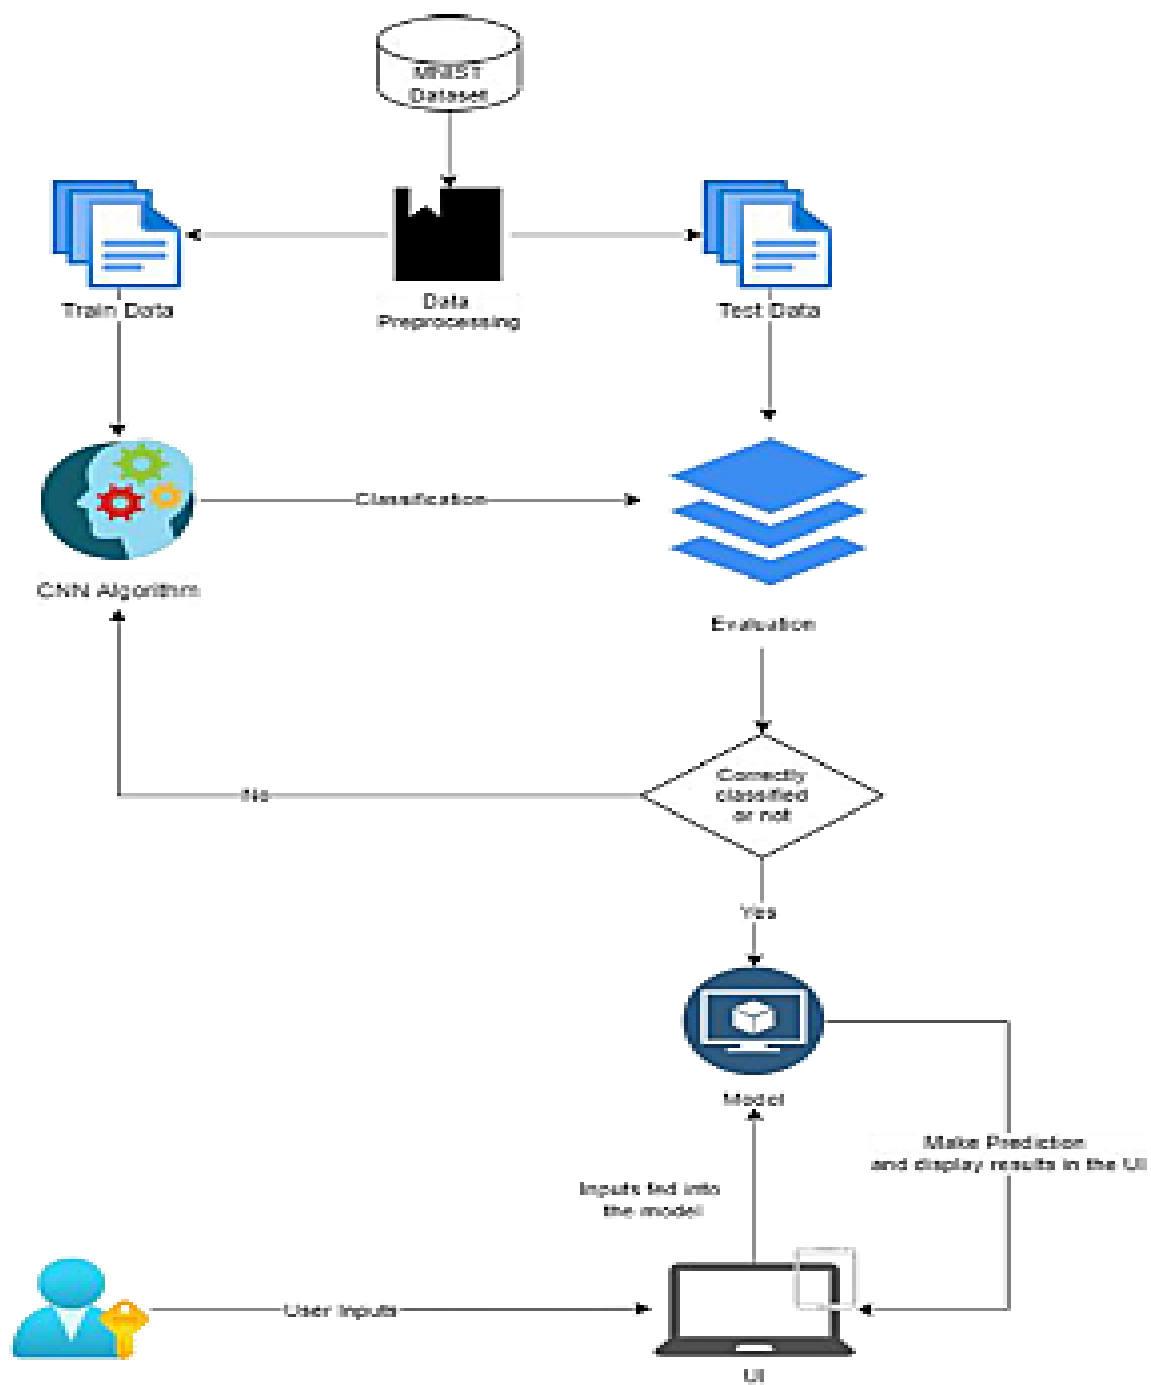 MNIST
Dataset
Train Data
Data
Preprocessing
Test Data
Classification
CNN Algorithm
Evaluation
Correctly
classified
or not
No
Yes
Model
Make Prediction
and display results in the UI
Inputs fed into
the model
User Inputs
UI